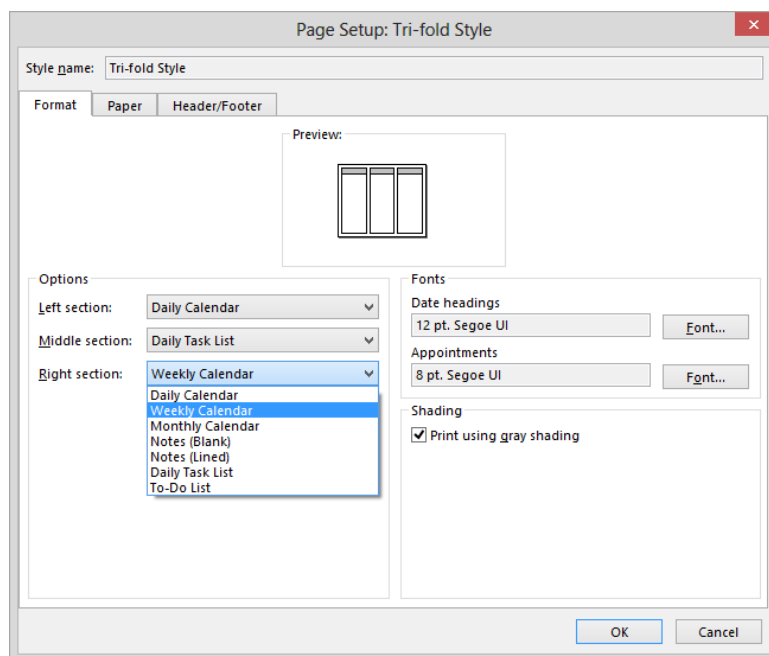 Page Setup: Tri-fold Style
Style name: Tri-fold Style
Format Paper Header/Footer
Preview:
Options
Left section: Daily Calendar
Middle section: Daily Task List
Right section: Weekly Calendar
Daily Calendar
Weekly Calendar
Monthly Calendar
Notes (Blank)
Notes (Lined)
Daily Task List
To-Do List
Fonts
Date headings
12 pt. Segoe UI Font...
Appointments
8 pt. Segoe UI Font...
Shading
Print using gray shading
OK Cancel